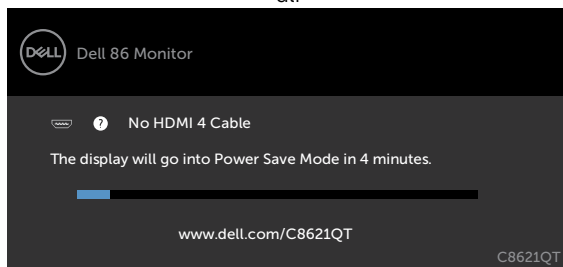 DELL
Dell 86 Monitor
? No HDMI 4 Cable
The display will go into Power Save Mode in 4 minutes.
www.dell.com/C8621QT
C8621QT